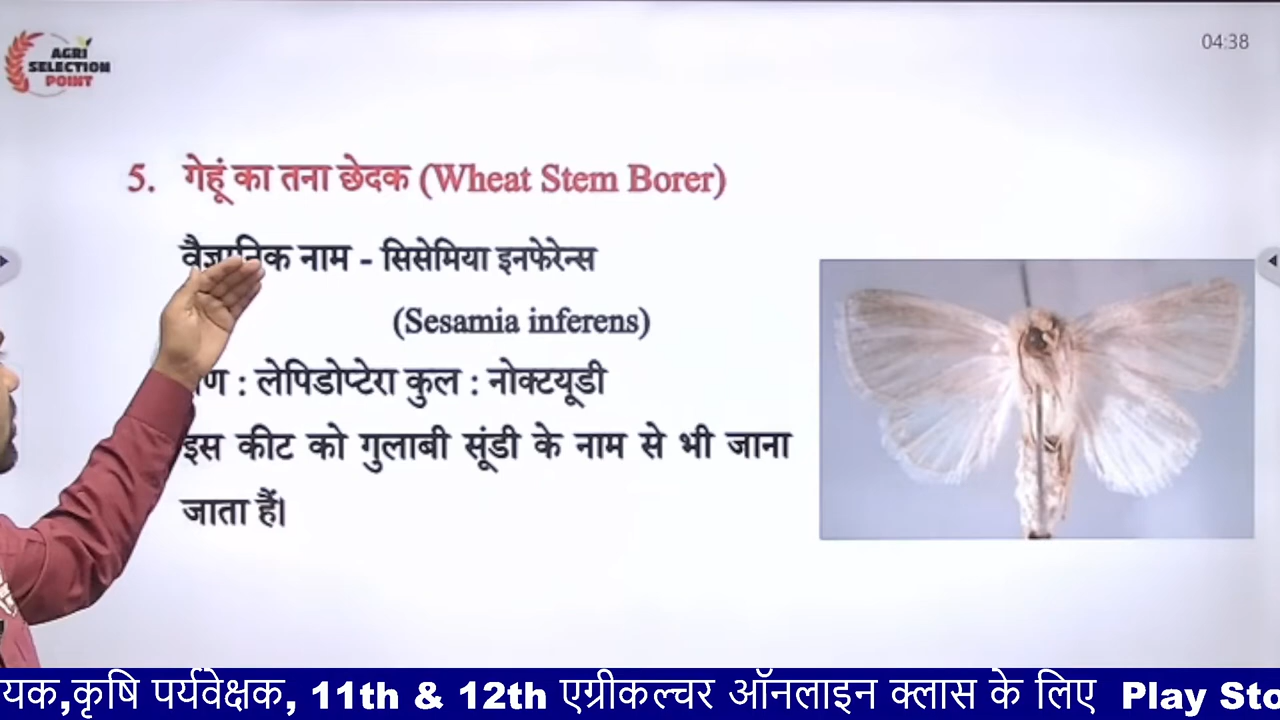 AGRI
SELECTION
POINT
04:38
5. गेहूं का तना छेदक (Wheat Stem Borer)
वैज्ञानिक नाम - सिसेमिया इनफेरेन्स
(Sesamia inferens)
: लेपिडोप्टेरा कुल : नोक्टयूडी
इस कीट को गुलाबी सूंडी के नाम से भी जाना
जाता हैं।
यक,कृषि पर्यवेक्षक, 11th & 12th एग्रीकल्चर ऑनलाइन क्लास के लिए Play Sto